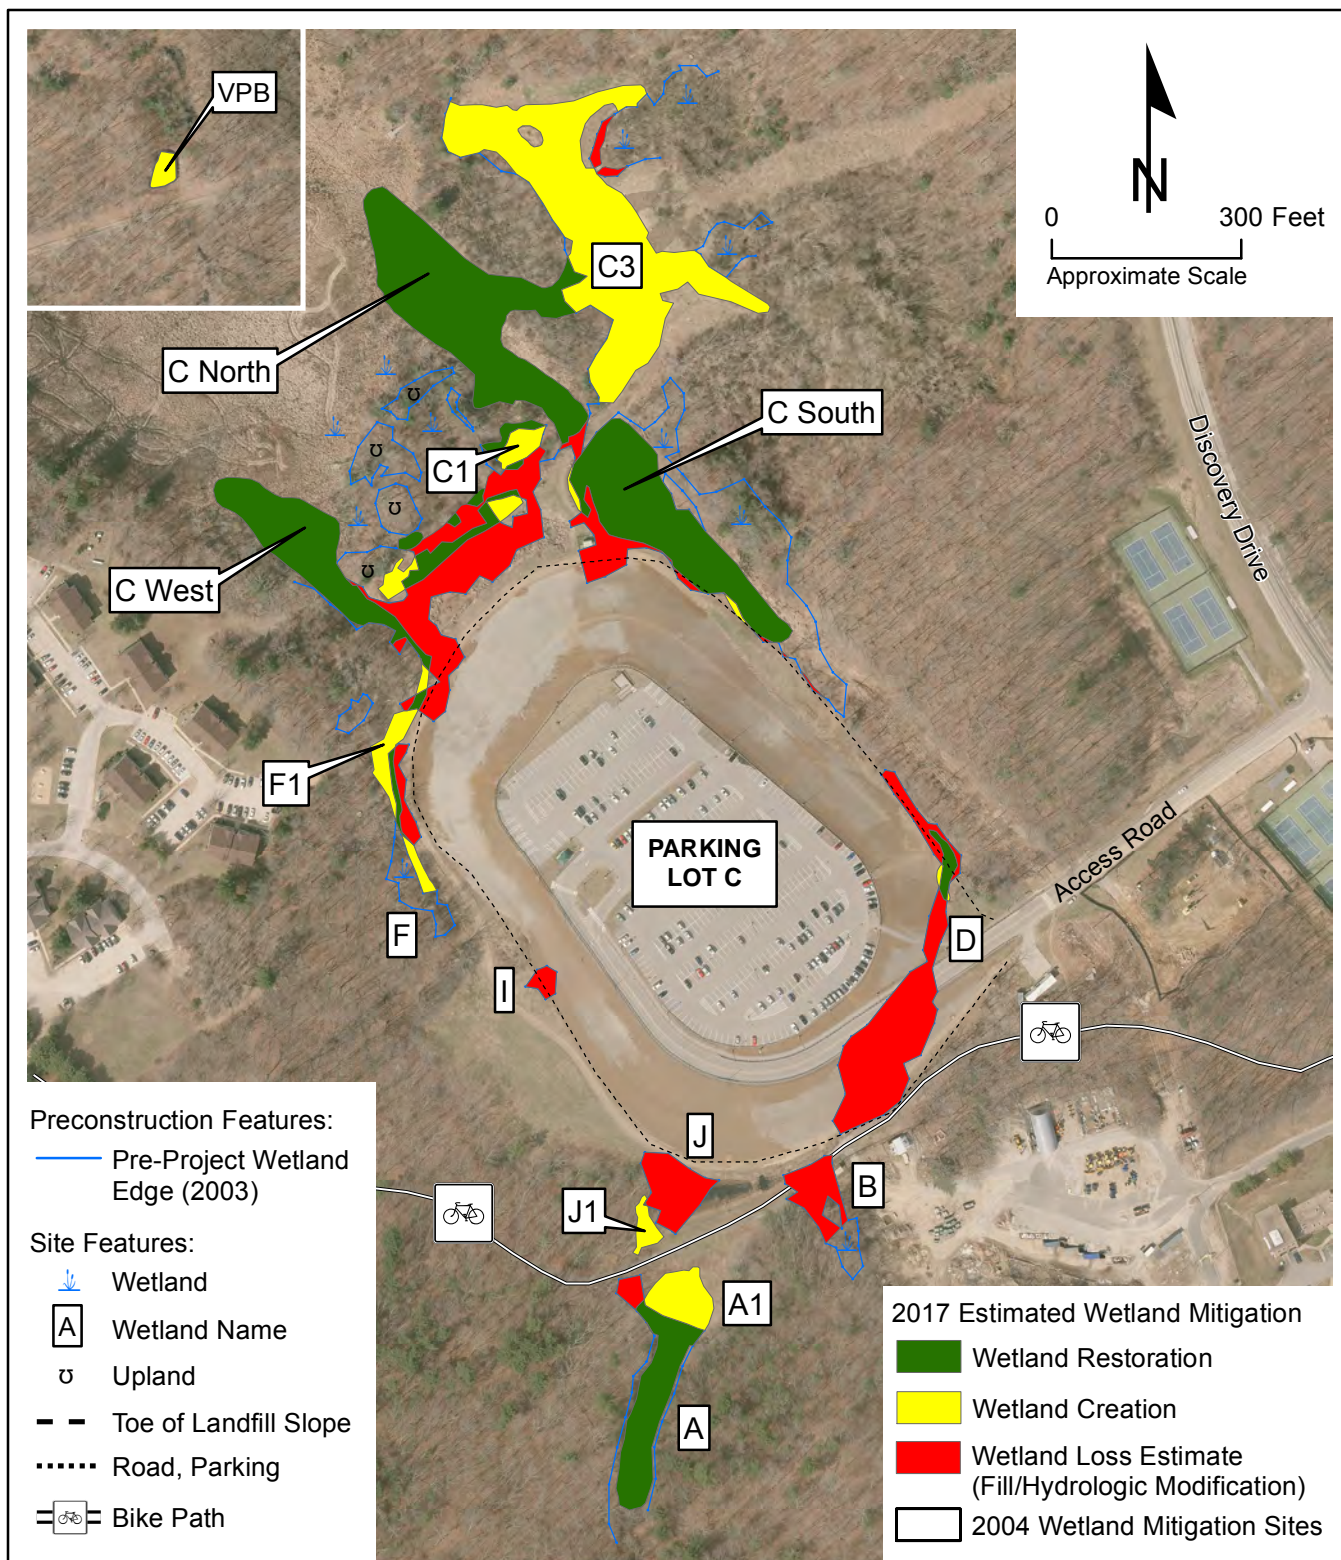 VPB
N
0 300 Feet
Approximate Scale
C3
C North
C South
C1
C West
Discovery Drive
F1
PARKING
LOT C
Access Road
F
D
I
J
B
J1
A1
A
Preconstruction Features:
Pre-Project Wetland
Edge (2003)
Site Features:
Wetland
A Wetland Name
Upland
Toe of Landfill Slope
Road, Parking
Bike Path
2017 Estimated Wetland Mitigation
Wetland Restoration
Wetland Creation
Wetland Loss Estimate
(Fill/Hydrologic Modification)
2004 Wetland Mitigation Sites